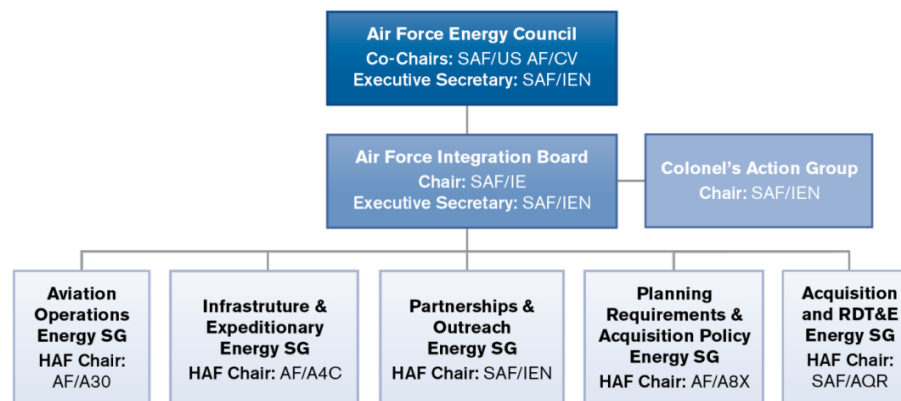 Air Force Energy Council
Co-Chairs: SAF/US AF/CV
Executive Secretary: SAF/IEN
Air Force Integration Board
Chair: SAF/IE
Executive Secretary: SAF/IEN
Colonel's Action Group
Chair: SAF/IEN
Aviation
Operations
Energy SG
HAF Chair:
AF/A30
Infrastruture &
Expeditionary
Energy SG
HAF Chair: AF/A4C
Partnerships &
Outreach
Energy SG
HAF Chair: SAF/IEN
Planning
Requirements &
Acquisition Policy
Energy SG
HAF Chair: AF/A8X
Acquisition
and RDT&E
Energy SG
HAF Chair:
SAF/AQR